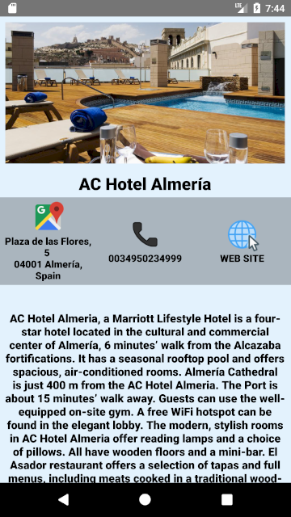 7:44
AC Hotel Almería
Plaza de las Flores,
5
04001 Almería,
Spain
0034950234999
WEB SITE
AC Hotel Almeria, a Marriott Lifestyle Hotel is a four-
star hotel located in the cultural and commercial
center of Almería, 6 minutes' walk from the Alcazaba
fortifications. It has a seasonal rooftop pool and offers
spacious, air-conditioned rooms. Almería Cathedral
is just 400 m from the AC Hotel Almeria. The Port is
about 15 minutes' walk away. Guests can use the well-
equipped on-site gym. A free WiFi hotspot can be
found in the elegant lobby. The modern, stylish rooms
in AC Hotel Almeria offer reading lamps and a choice
of pillows. All have wooden floors and a mini-bar. El
Asador restaurant offers a selection of tapas and full
menus, including meats cooked in a traditional wood-